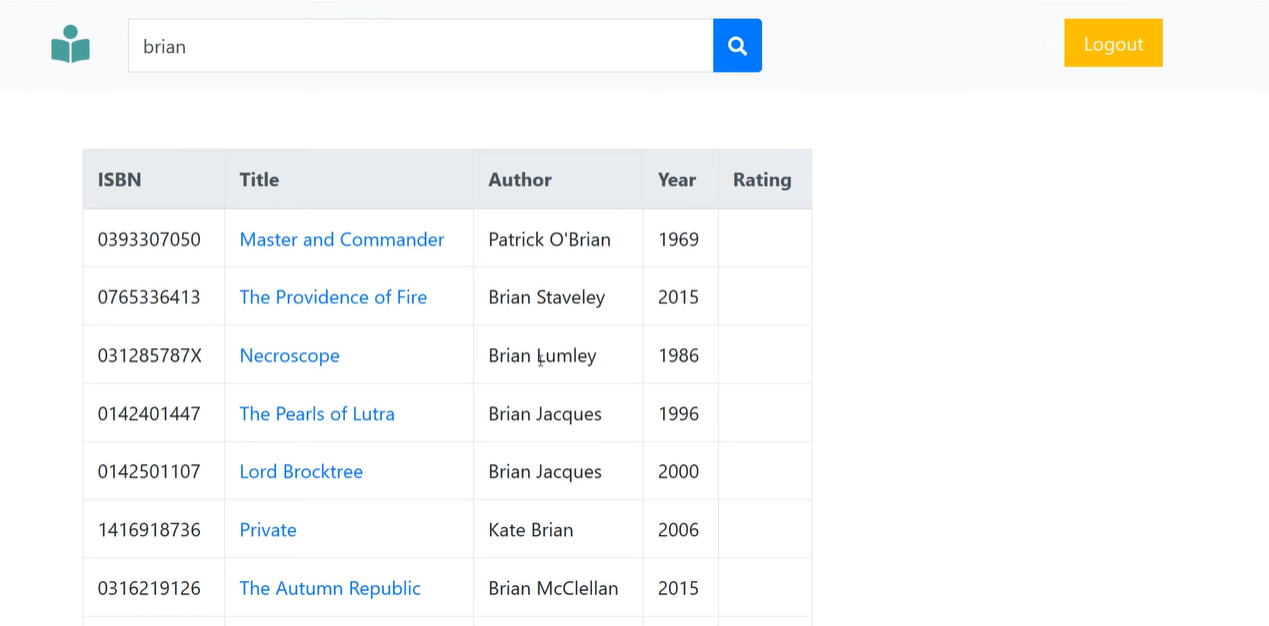 brian
Logout
ISBN Title Author Year Rating
0393307050 Master and Commander Patrick O'Brian 1969
0765336413 The Providence of Fire Brian Staveley 2015
031285787X Necroscope Brian Lumley 1986
0142401447 The Pearls of Lutra Brian Jacques 1996
0142501107 Lord Brocktree Brian Jacques 2000
1416918736 Private Kate Brian 2006
0316219126 The Autumn Republic Brian McClellan 2015